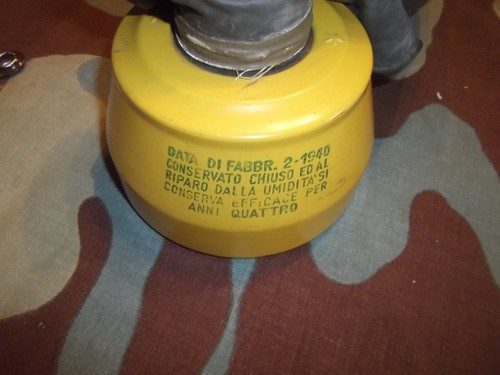 DATA DI FABBR. 2-1940
CONSERVATO CHIUSO ED AL
RIPARO DALLA UMIDITA' SI
CONSERVA EFFICACE PER
ANNI QUATTRO